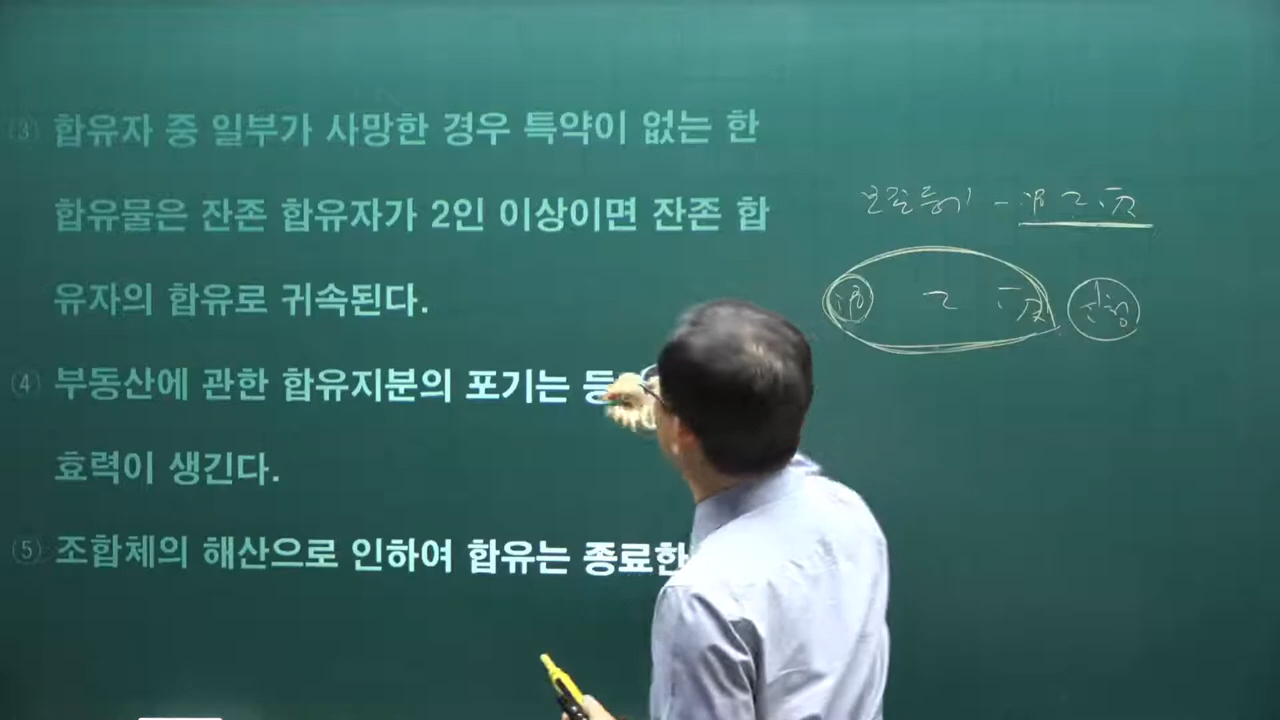 ③ 합유자 중 일부가 사망한 경우 특약이 없는 한
합유물은 잔존 합유자가 2인 이상이면 잔존 합
유자의 합유로 귀속된다.
④ 부동산에 관한 합유지분의 포기는 등
효력이 생긴다.
⑤ 조합체의 해산으로 인하여 합유는 종료한